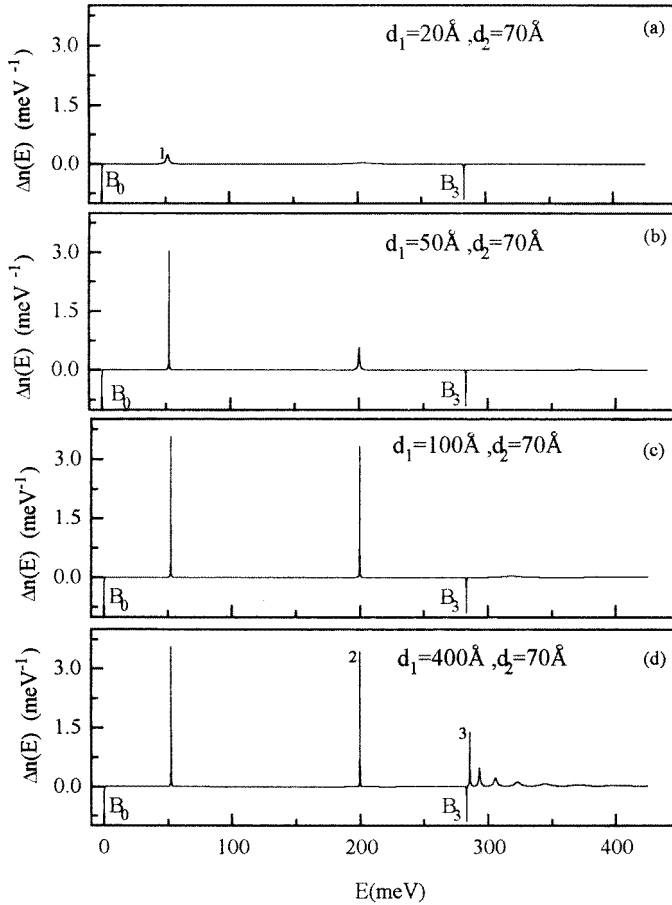 (a)
d₁=20Å ,d₂=70Å
Δn(E) (meV⁻¹)
3.0
1.5
0.0
1
B₀
B₃
(b)
d₁=50Å ,d₂=70Å
Δn(E) (meV⁻¹)
3.0
1.5
0.0
B₀
B₃
(c)
d₁=100Å ,d₂=70Å
Δn(E) (meV⁻¹)
3.0
1.5
0.0
B₀
B₃
(d)
d₁=400Å ,d₂=70Å
Δn(E) (meV⁻¹)
3.0
1.5
0.0
2
3
B₀
B₃
0 100 200 300 400
E(meV)